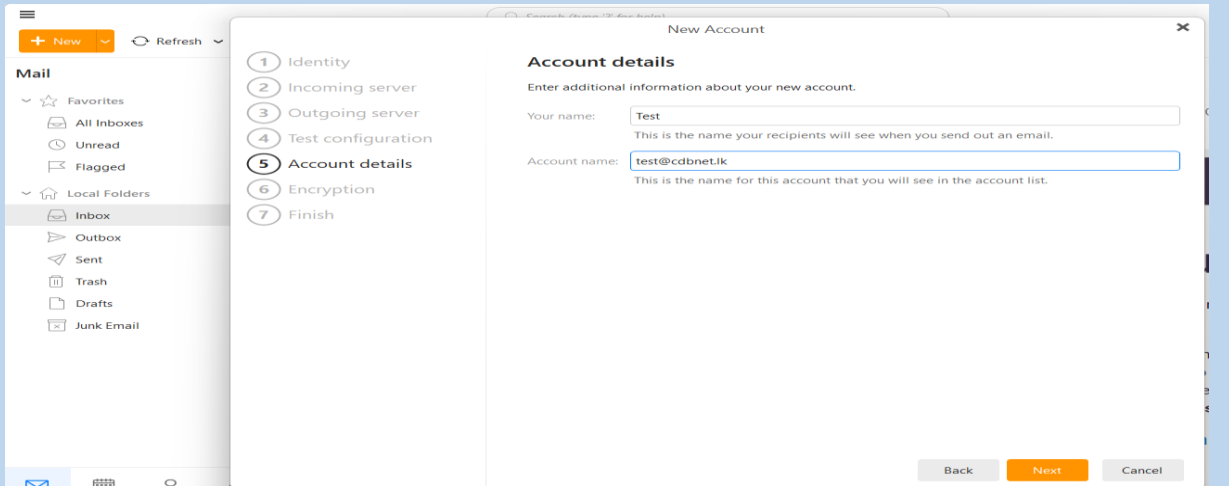 Search (type '?' for help)
New Account
New
Refresh
Mail
Favorites
All Inboxes
Unread
Flagged
Local Folders
Inbox
Outbox
Sent
Trash
Drafts
Junk Email
1 Identity
2 Incoming server
3 Outgoing server
4 Test configuration
5 Account details
6 Encryption
7 Finish
Account details
Enter additional information about your new account.
Your name: Test
This is the name your recipients will see when you send out an email.
Account name: test@cdbnet.lk
This is the name for this account that you will see in the account list.
Back Next Cancel